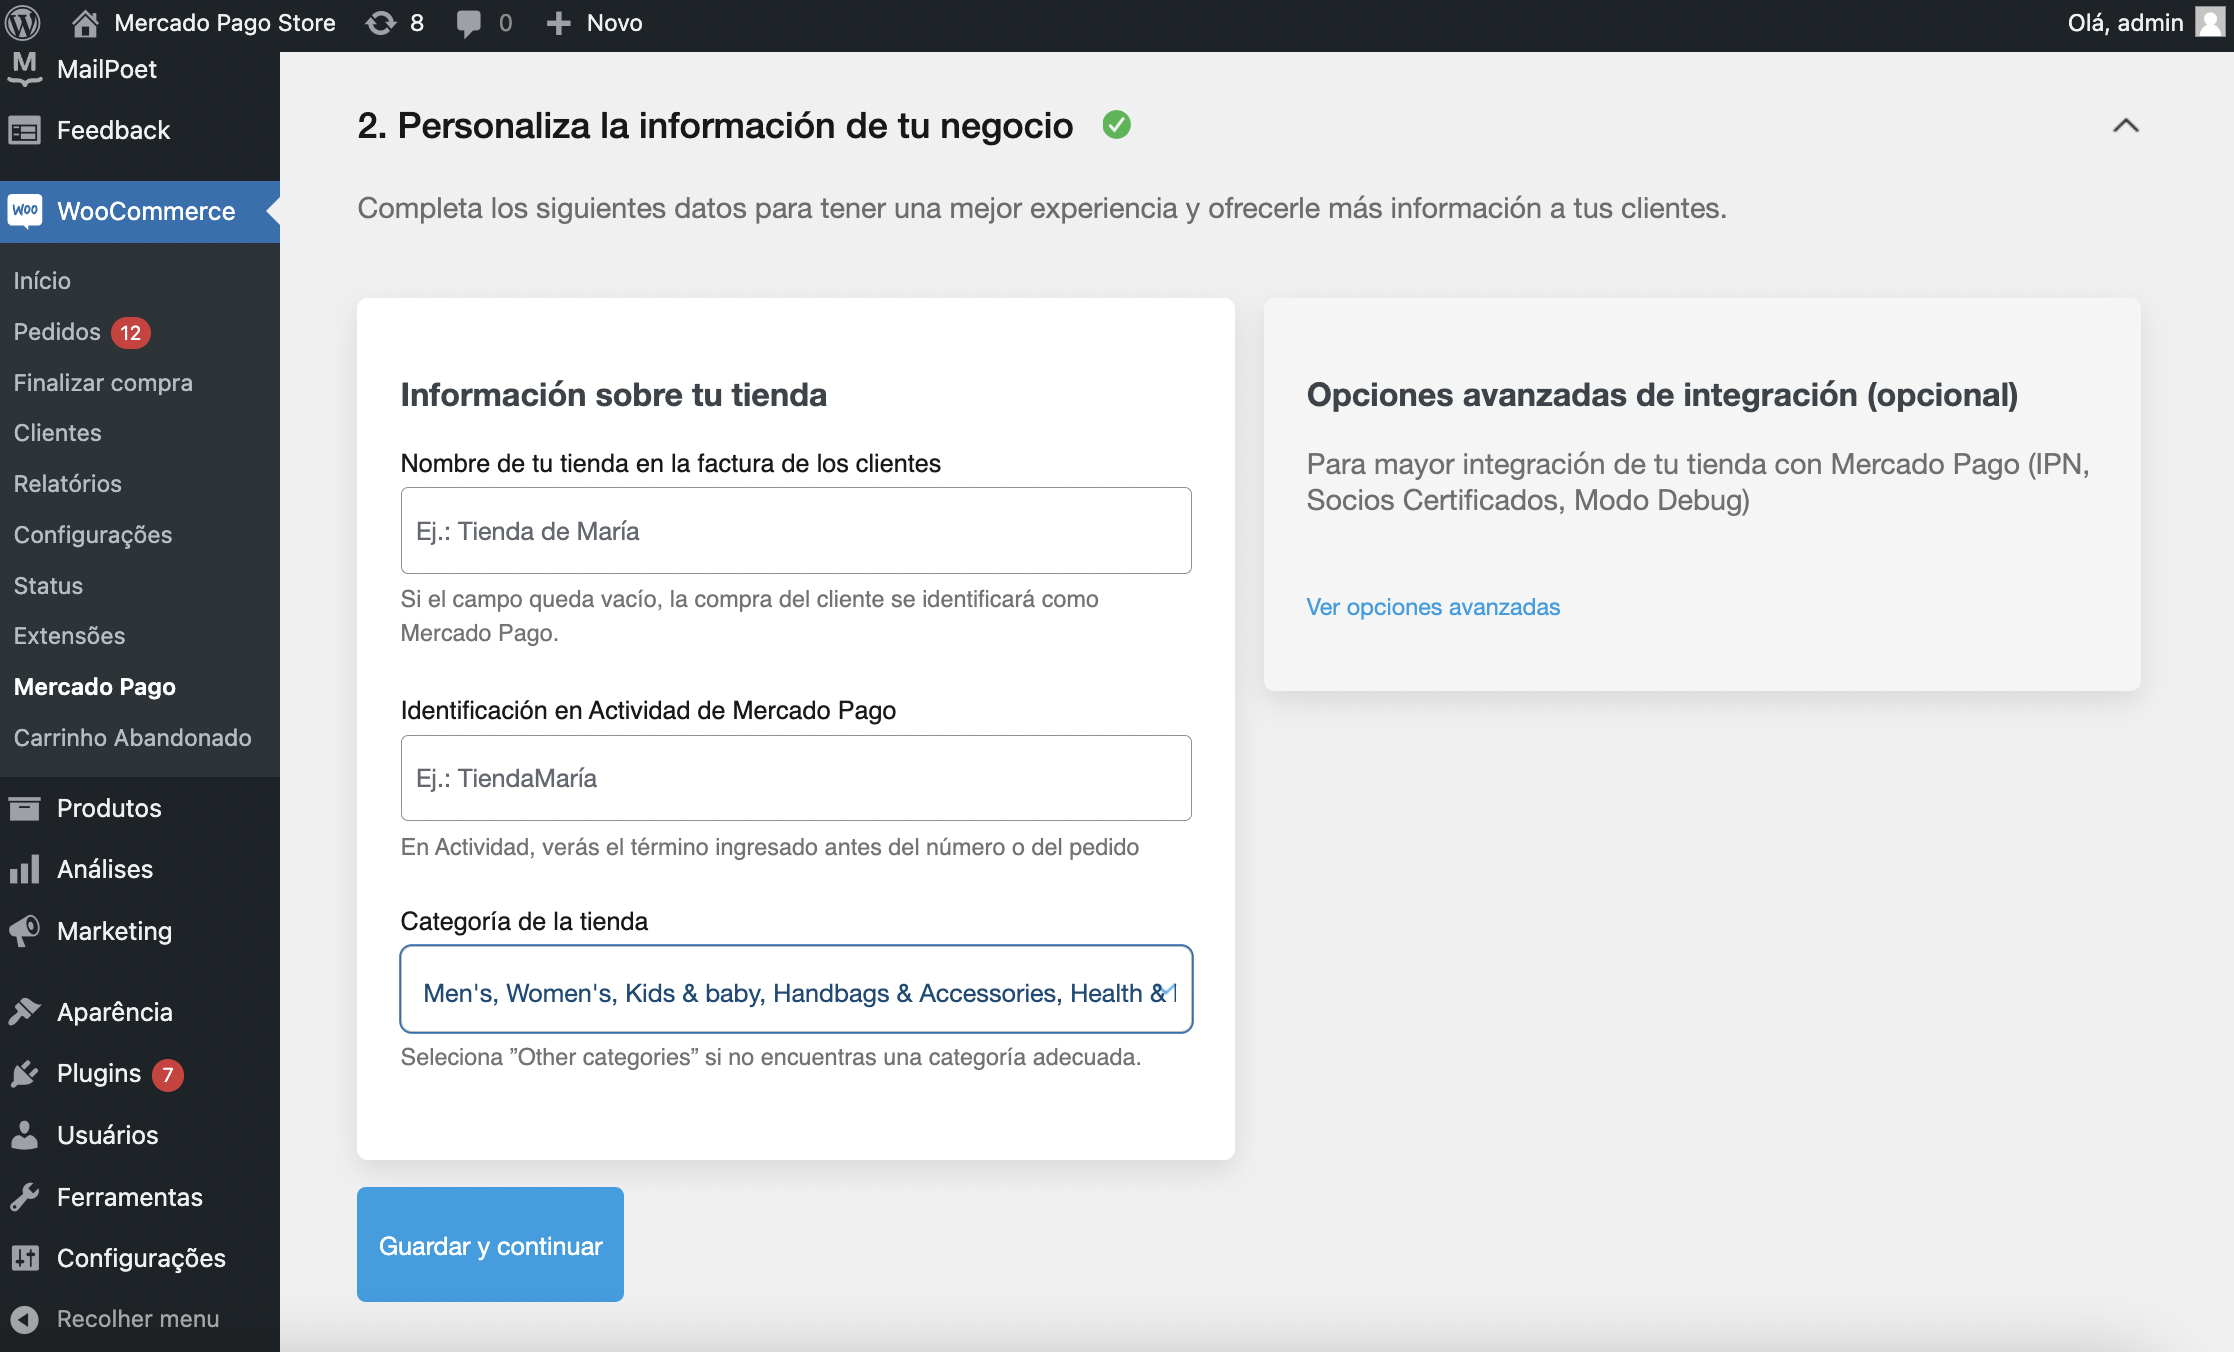 Mercado Pago Store
8
0
Novo
Olá, admin
MailPoet
Feedback
WooCommerce
Início
Pedidos 12
Finalizar compra
Clientes
Relatórios
Configurações
Status
Extensões
Mercado Pago
Carrinho Abandonado
Produtos
Análises
Marketing
Aparência
Plugins 7
Usuários
Ferramentas
Configurações
Recolher menu
2. Personaliza la información de tu negocio
Completa los siguientes datos para tener una mejor experiencia y ofrecerle más información a tus clientes.
Información sobre tu tienda
Nombre de tu tienda en la factura de los clientes
Ej.: Tienda de María
Si el campo queda vacío, la compra del cliente se identificará como
Mercado Pago.
Identificación en Actividad de Mercado Pago
Ej.: TiendaMaría
En Actividad, verás el término ingresado antes del número o del pedido
Categoría de la tienda
Men's, Women's, Kids & baby, Handbags & Accessories, Health &
Seleciona ”Other categories” si no encuentras una categoría adecuada.
Guardar y continuar
Opciones avanzadas de integración (opcional)
Para mayor integración de tu tienda con Mercado Pago (IPN,
Socios Certificados, Modo Debug)
Ver opciones avanzadas